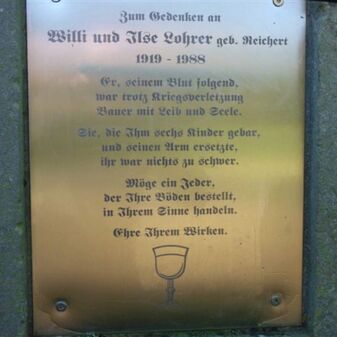 Zum Gedenken an
Willi und Ilse Lohrer geb. Reichert
1919 - 1988
Er, seinem Blut folgend,
war trotz Kriegsverletzung
Bauer mit Leib und Seele.
Sie, die Ihm sechs Kinder gebar,
und seinen Arm ersetzte,
ihr war nichts zu schwer.
Möge ein Jeder,
der Ihre Böden bestellt,
in Ihrem Sinne handeln.
Ehre Ihrem Wirken.